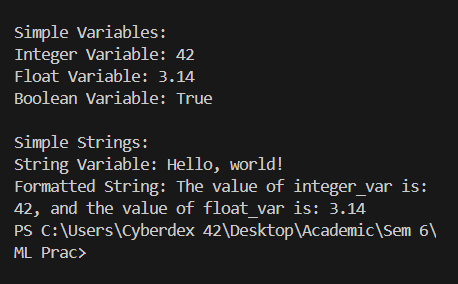 Simple Variables:
Integer Variable: 42
Float Variable: 3.14
Boolean Variable: True
Simple Strings:
String Variable: Hello, world!
Formatted String: The value of integer_var is:
42, and the value of float_var is: 3.14
PS C:\Users\Cyberdex 42\Desktop\Academic\Sem 6\
ML Prac>